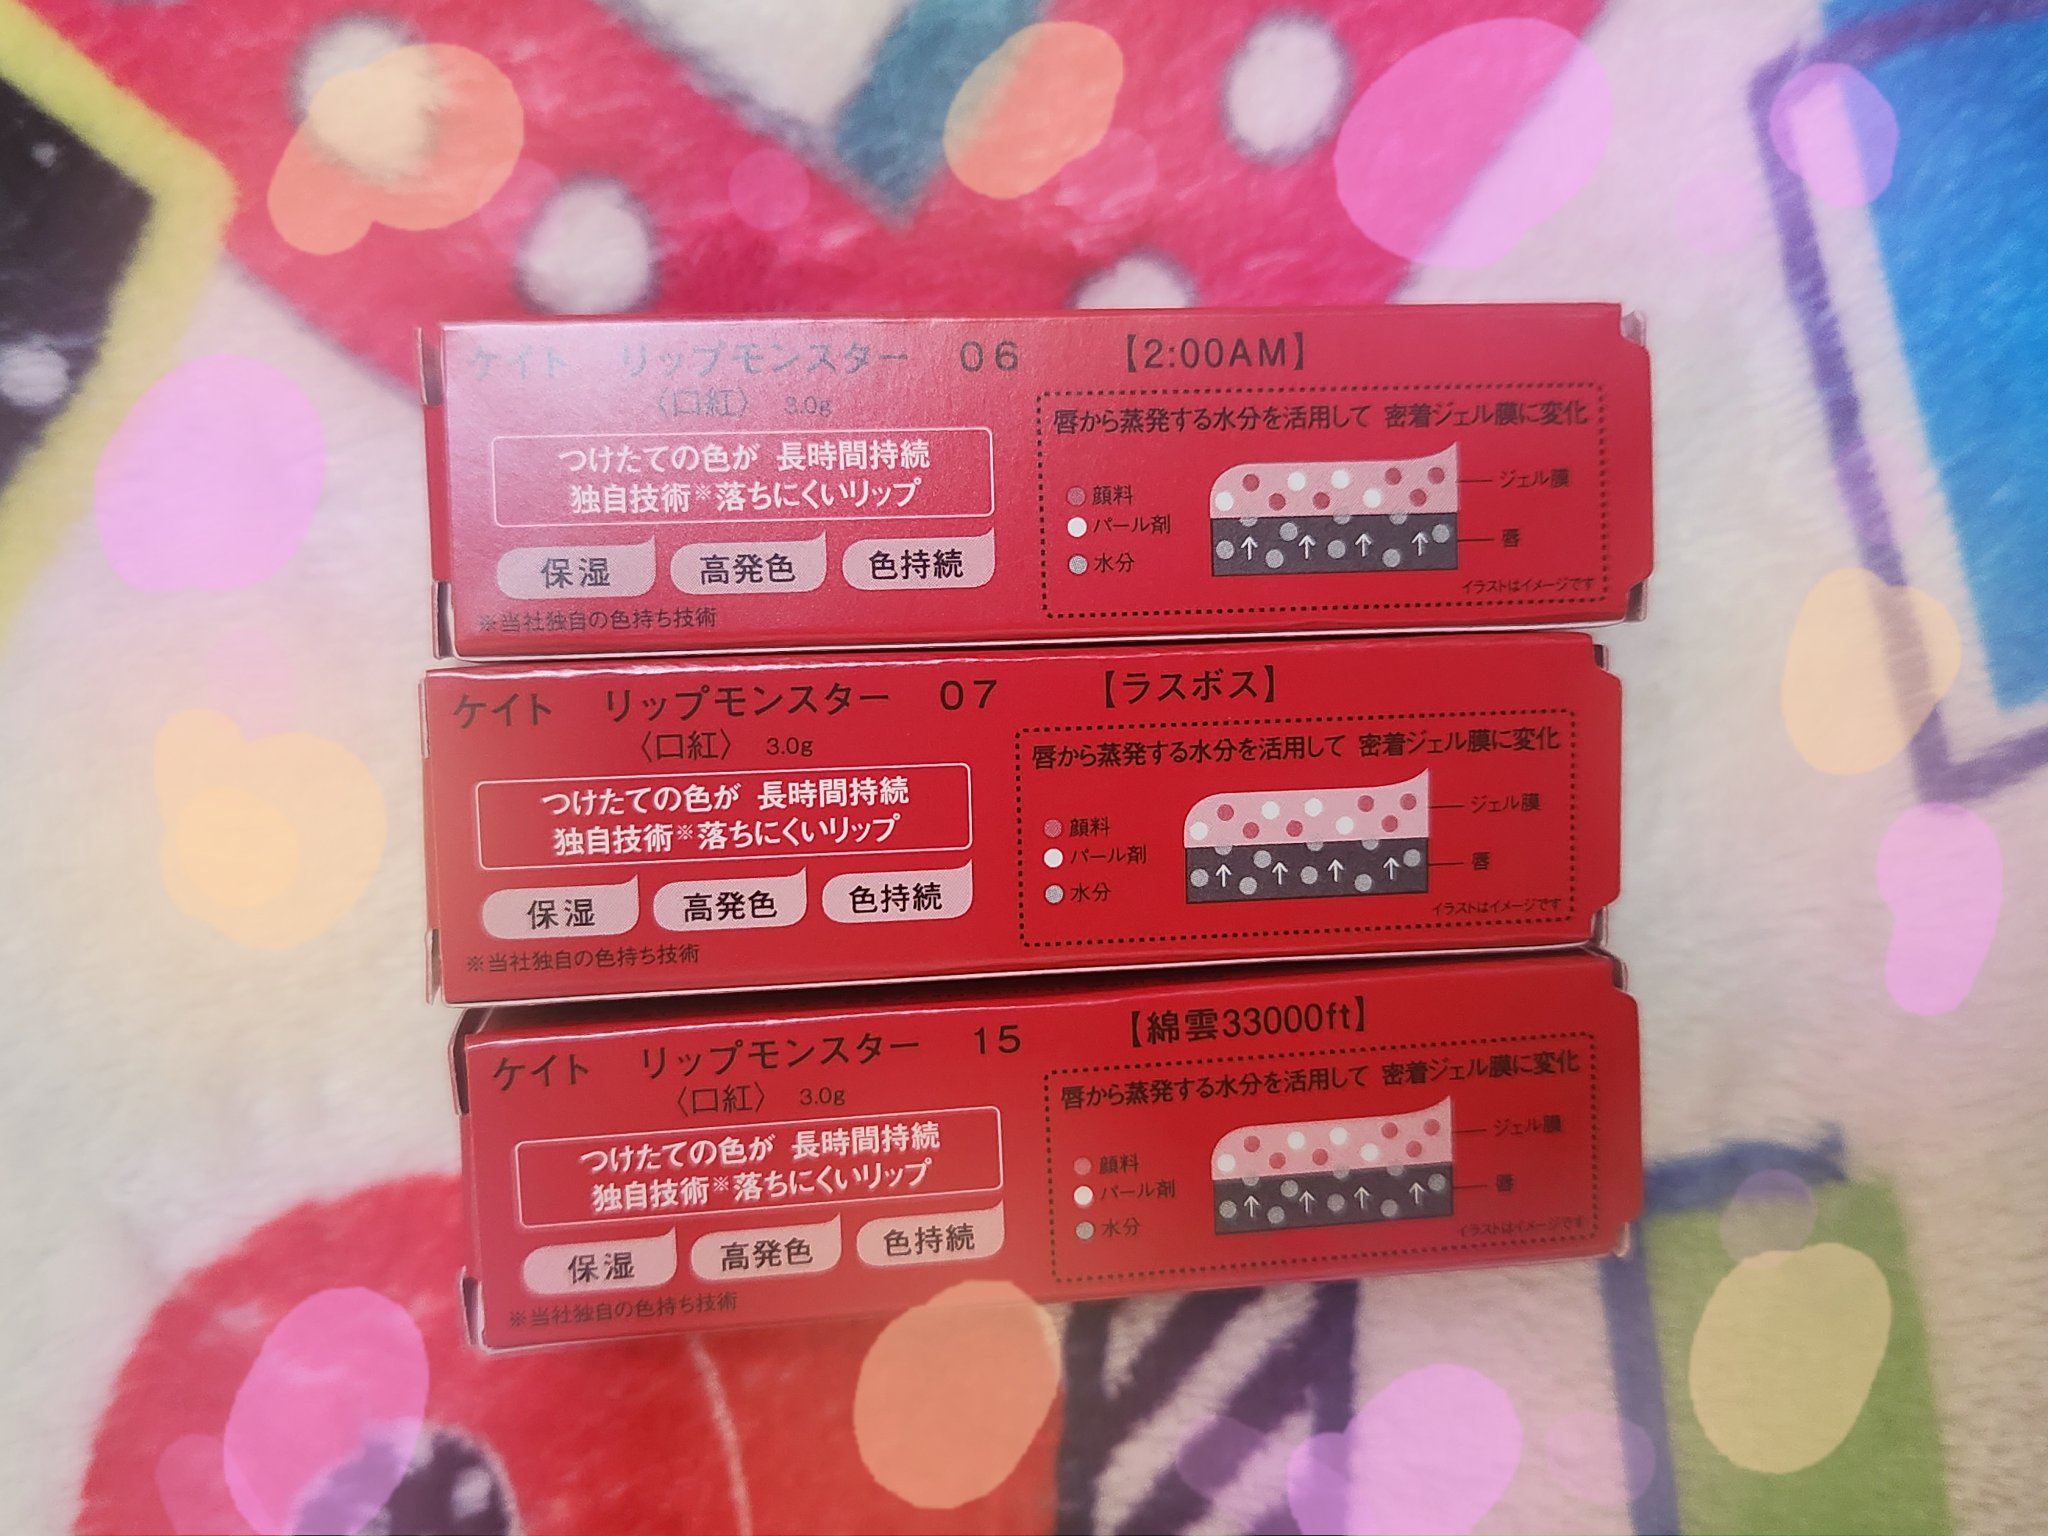 ケイト リップモンスター 06 【2:00AM】
〈口紅〉 3.0g
つけたての色が 長時間持続
独自技術※落ちにくいリップ
保湿 高発色 色持続
※当社独自の色持ち技術
唇から蒸発する水分を活用して 密着ジェル膜に変化
顔料
パール剤
水分
ジェル膜
唇
イラストはイメージです
ケイト リップモンスター 07 【ラスボス】
〈口紅〉 3.0g
つけたての色が 長時間持続
独自技術※落ちにくいリップ
保湿 高発色 色持続
※当社独自の色持ち技術
唇から蒸発する水分を活用して 密着ジェル膜に変化
顔料
パール剤
水分
ジェル膜
唇
イラストはイメージです
ケイト リップモンスター 15 【綿雲33000ft】
〈口紅〉 3.0g
つけたての色が 長時間持続
独自技術※落ちにくいリップ
保湿 高発色 色持続
※当社独自の色持ち技術
唇から蒸発する水分を活用して 密着ジェル膜に変化
顔料
パール剤
水分
ジェル膜
唇
イラストはイメージです